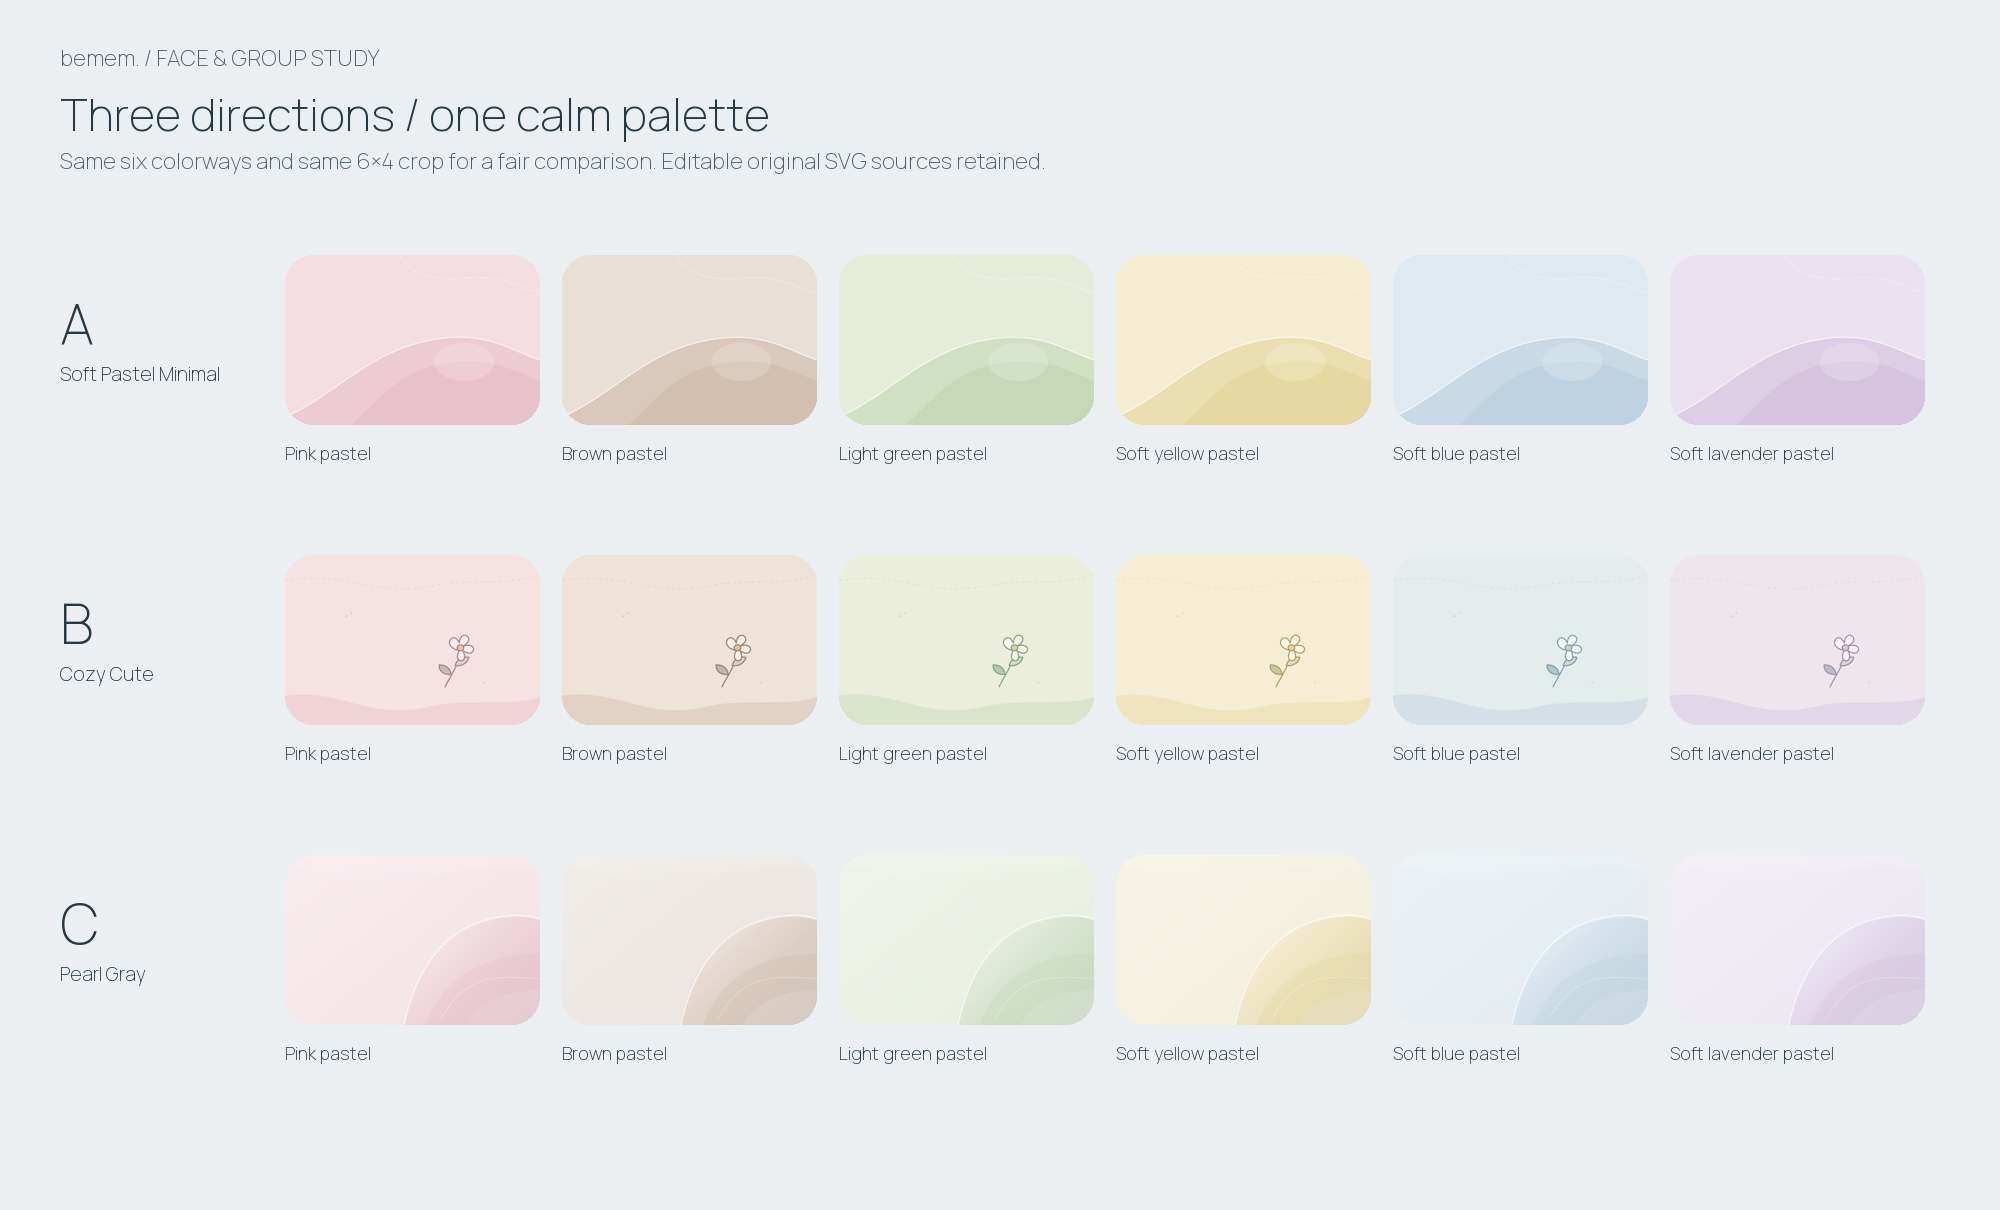 bemem. / FACE & GROUP STUDY
Three directions / one calm palette
Same six colorways and same 6×4 crop for a fair comparison. Editable original SVG sources retained.
A
Soft Pastel Minimal
Pink pastel
Brown pastel
Light green pastel
Soft yellow pastel
Soft blue pastel
Soft lavender pastel
B
Cozy Cute
Pink pastel
Brown pastel
Light green pastel
Soft yellow pastel
Soft blue pastel
Soft lavender pastel
C
Pearl Gray
Pink pastel
Brown pastel
Light green pastel
Soft yellow pastel
Soft blue pastel
Soft lavender pastel